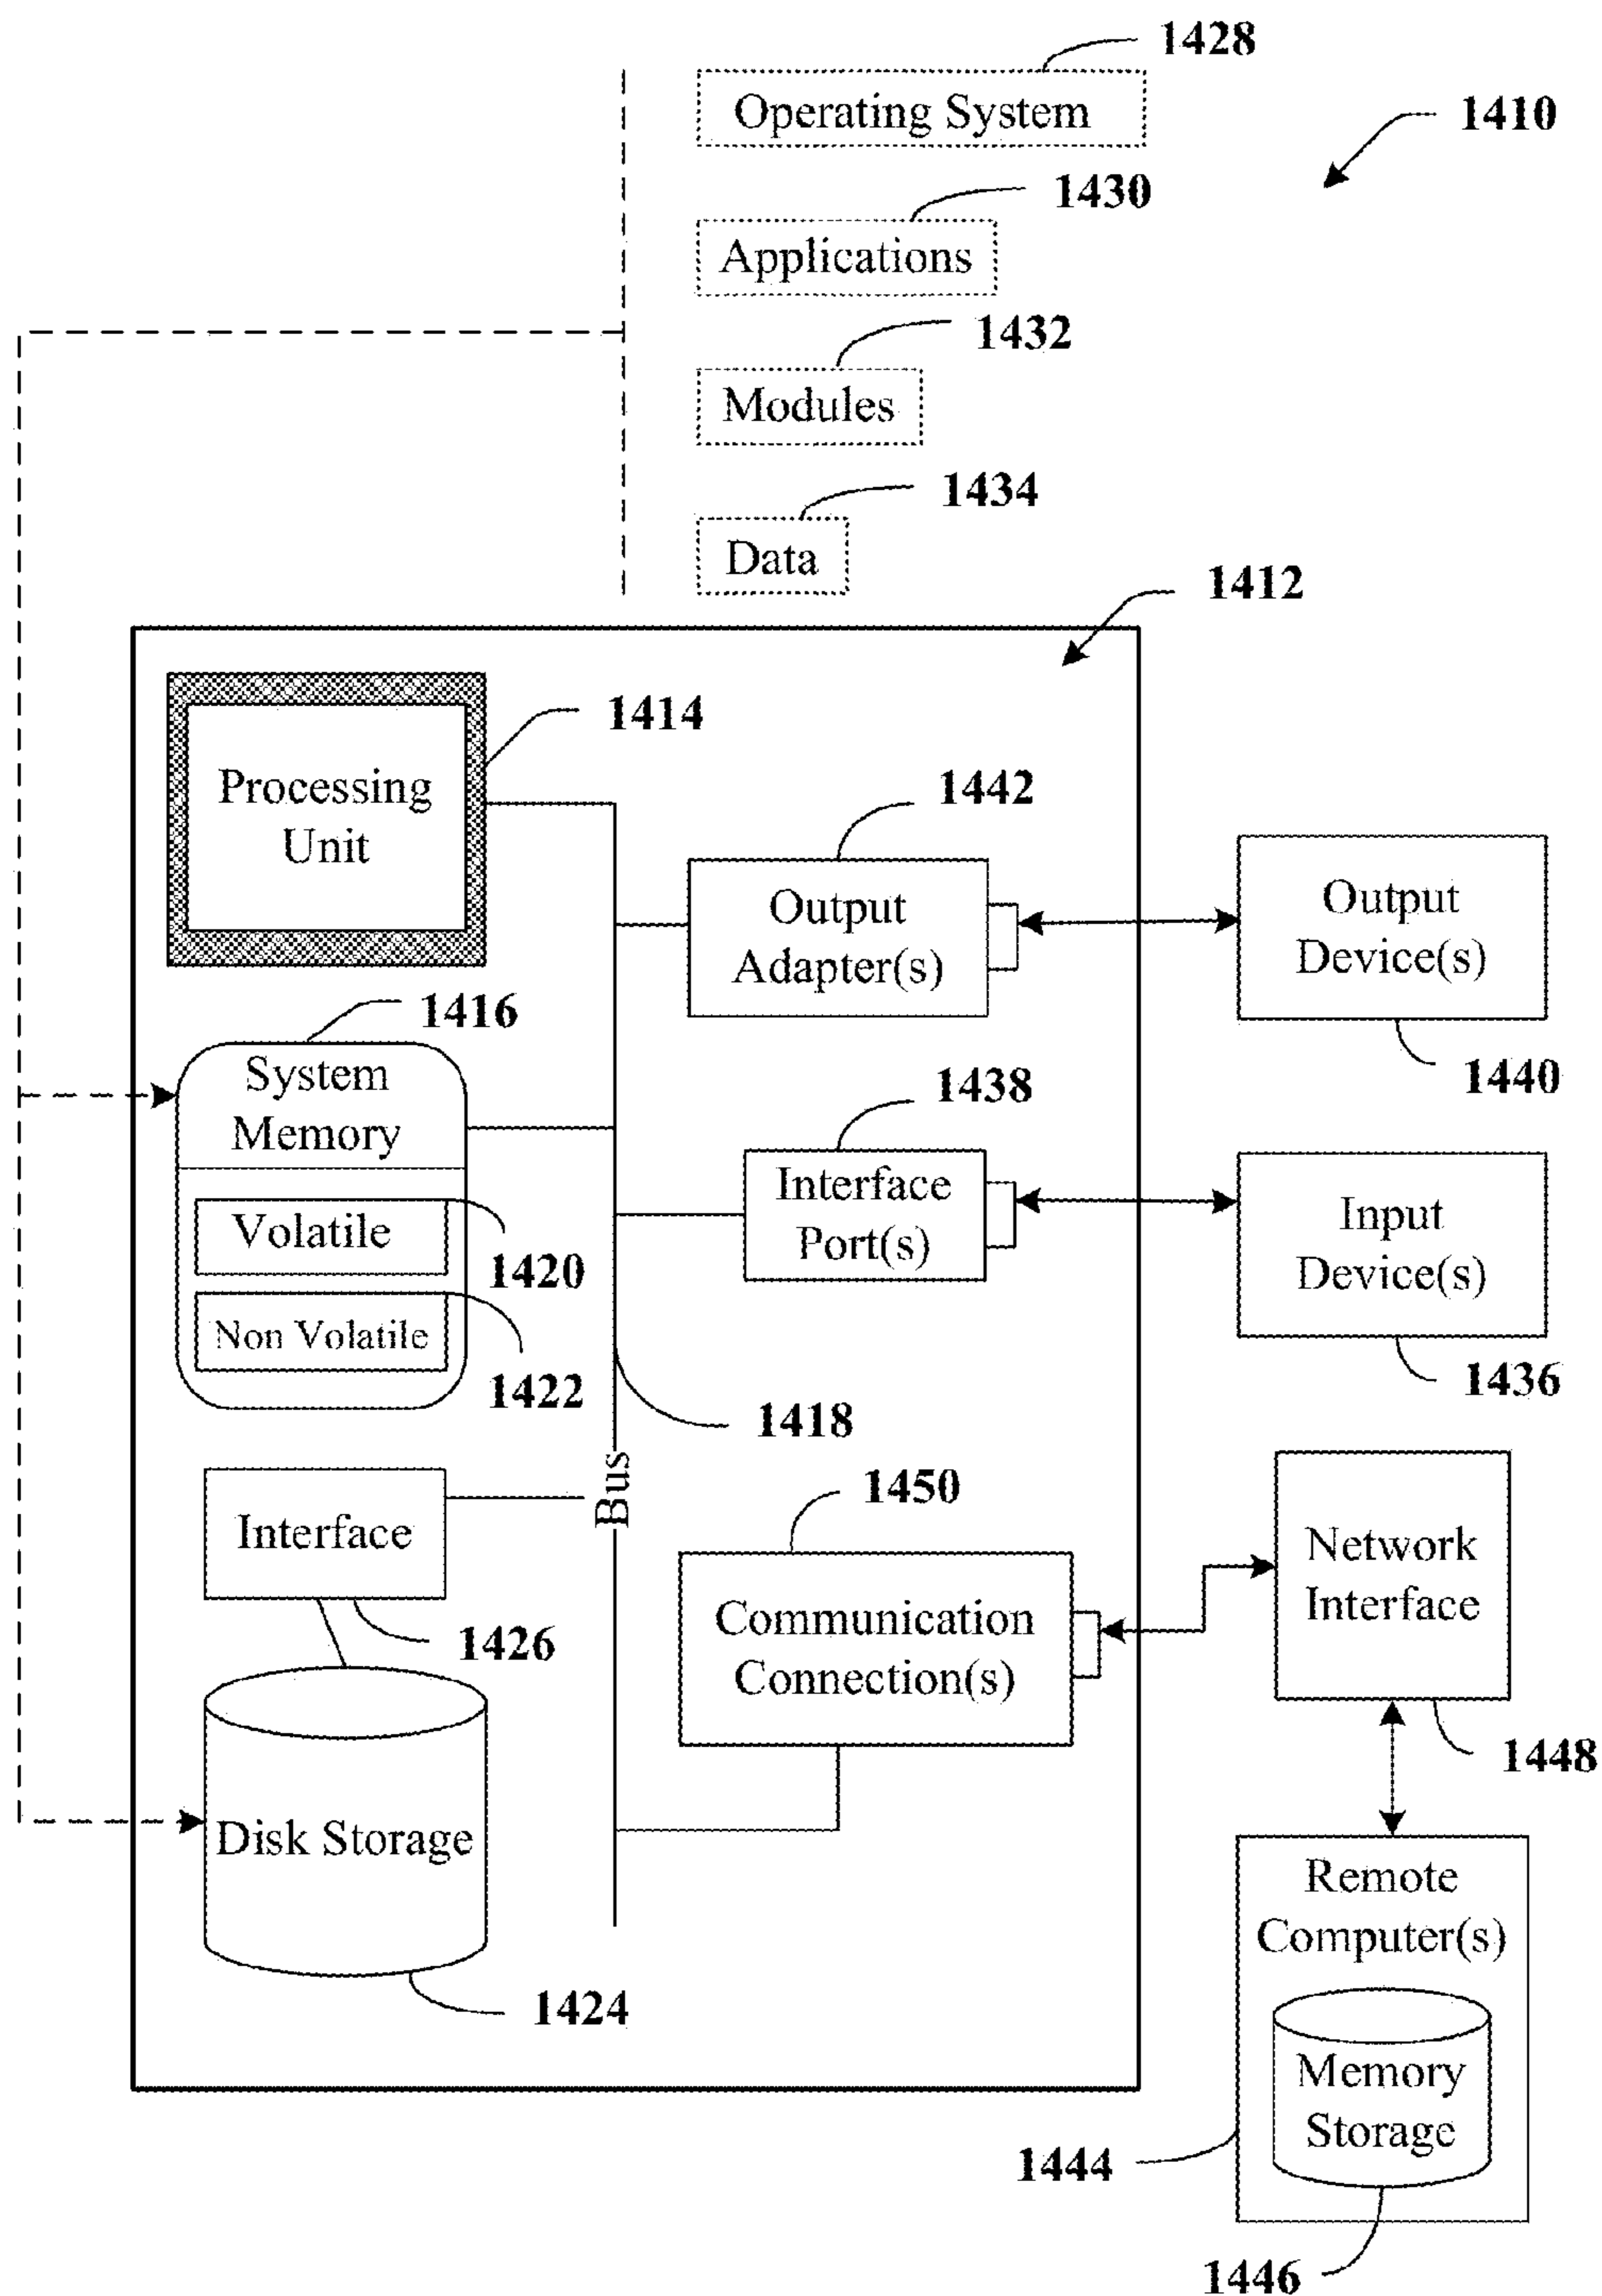 1428
Operating System
1410
1430
Applications
1432
Modules
1434
Data
1412
1414
Processing
Unit
1442
Output
Adapter(s)
Output
Device(s)
1440
1416
System
Memory
Volatile
1420
Non Volatile
1422
1438
Interface
Port(s)
Input
Device(s)
1436
1418
Bus
Interface
1426
1450
Communication
Connection(s)
Network
Interface
1448
Disk Storage
1424
Remote
Computer(s)
Memory
Storage
1444
1446